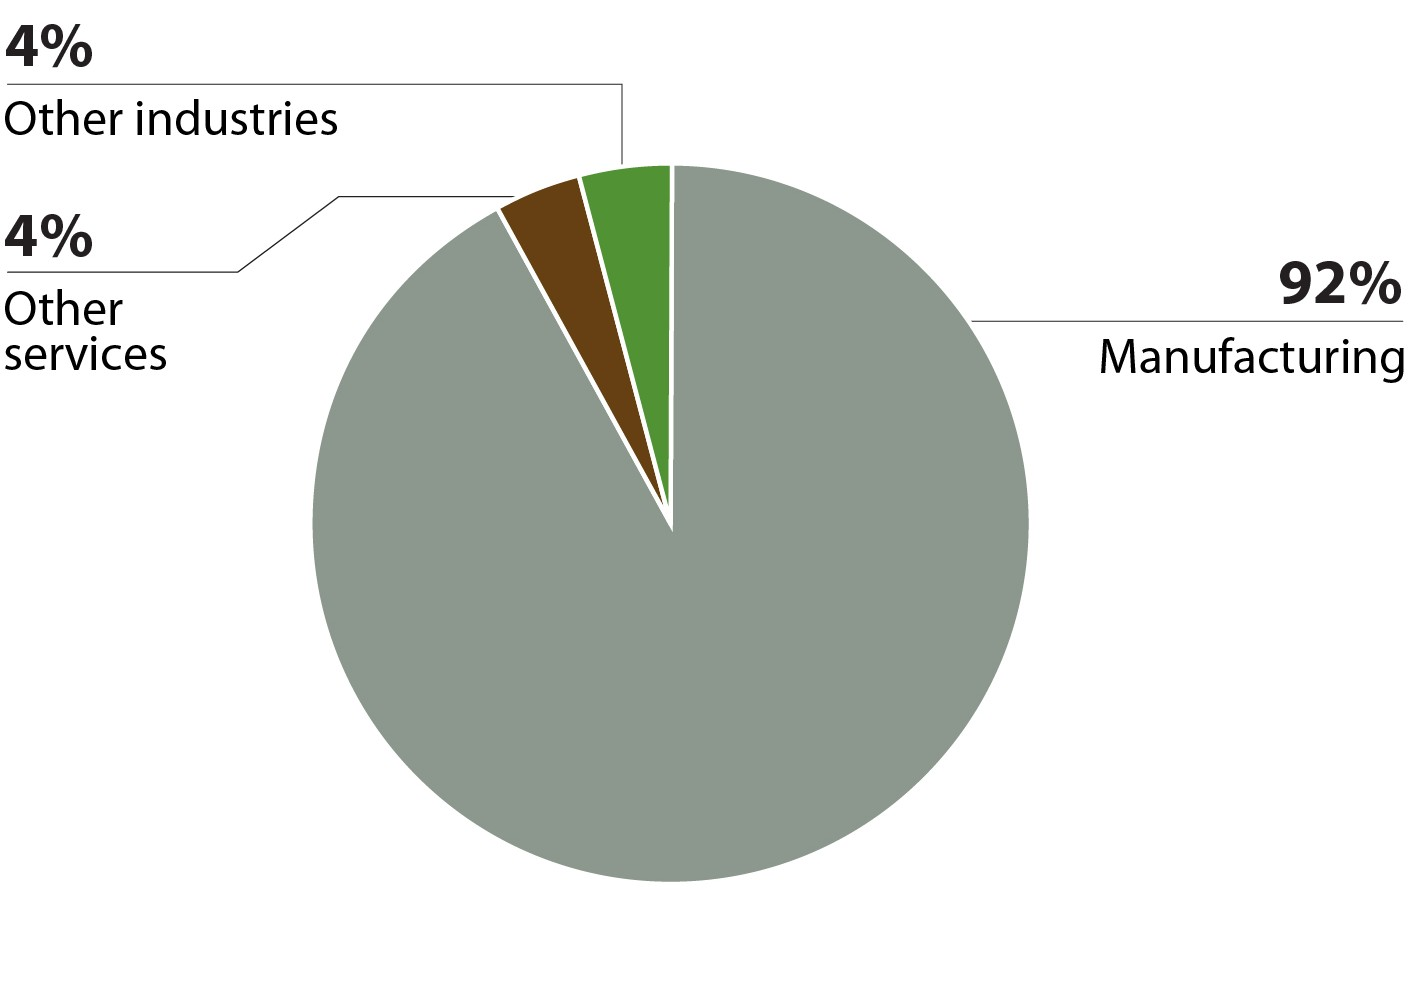 4%
Other industries
4%
Other
services
92%
Manufacturing